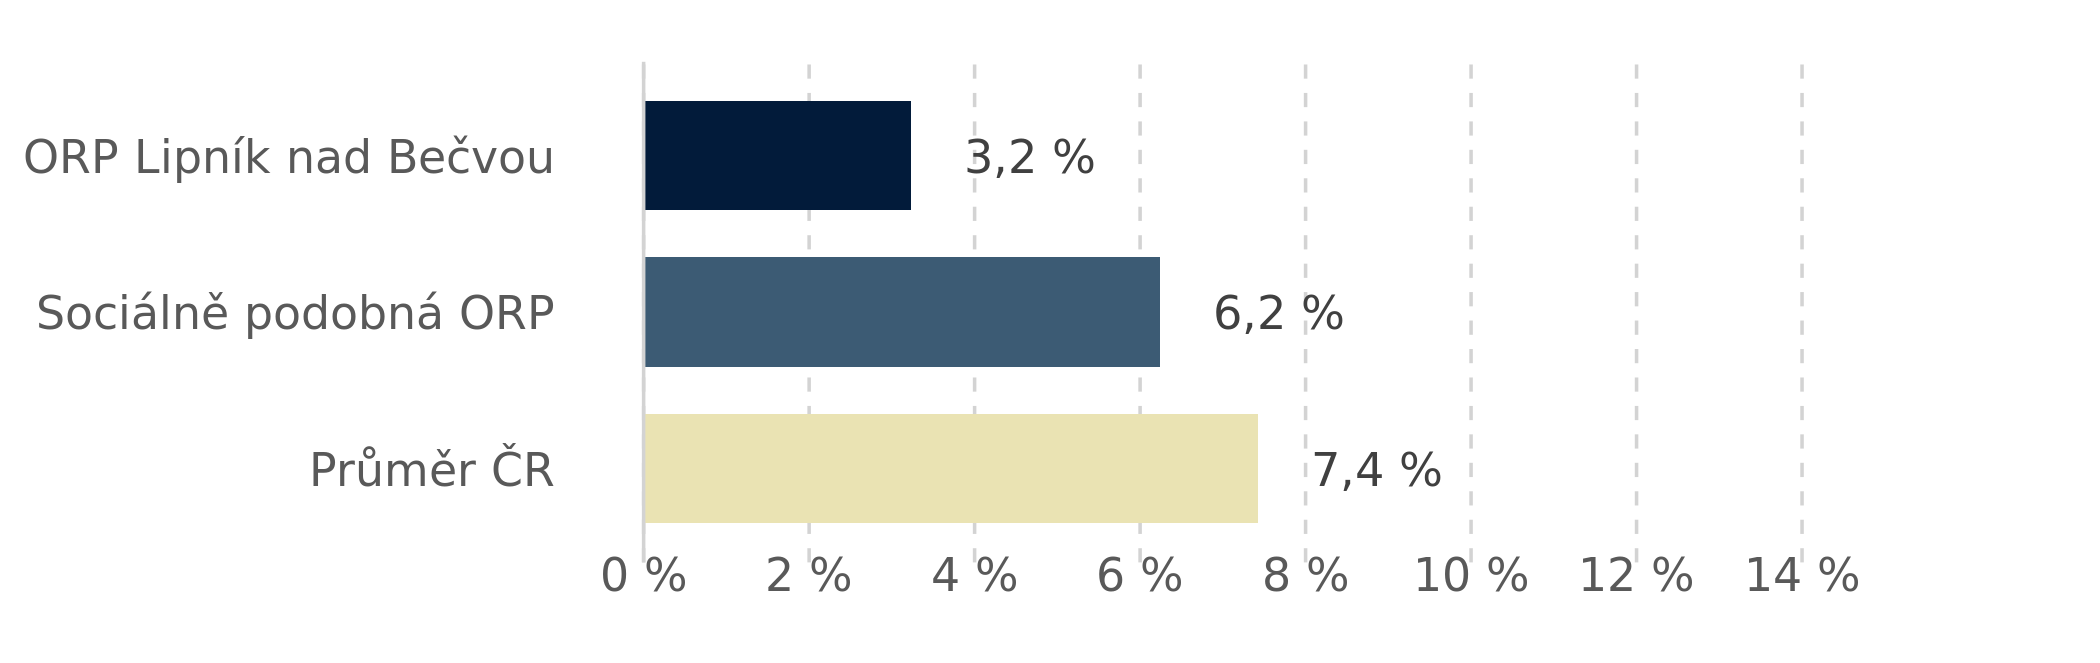 ORP Lipník nad Bečvou 3,2 %
Sociálně podobná ORP 6,2 %
Průměr ČR 7,4 %
0 % 2 % 4 % 6 % 8 % 10 % 12 % 14 %